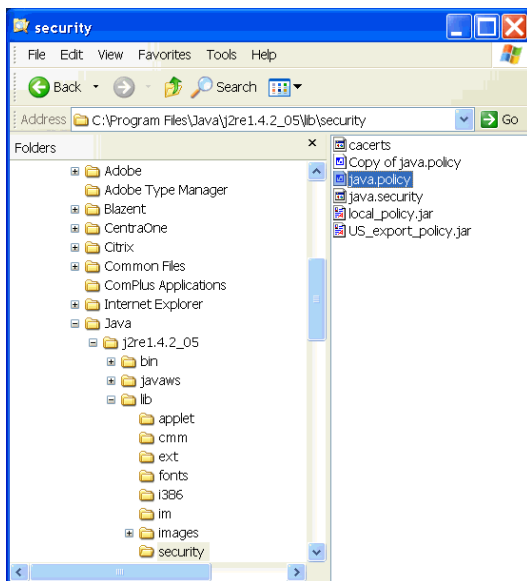 security
File Edit View Favorites Tools Help
Back Search
Address C:\Program Files\Java\j2re1.4.2_05\lib\security Go
Folders ×
Adobe
Adobe Type Manager
Blazent
CentraOne
Citrix
Common Files
ComPlus Applications
Internet Explorer
Java
j2re1.4.2_05
bin
javaws
lib
applet
cmm
ext
fonts
i386
im
images
security
cacerts
Copy of java.policy
java.policy
java.security
local_policy.jar
US_export_policy.jar